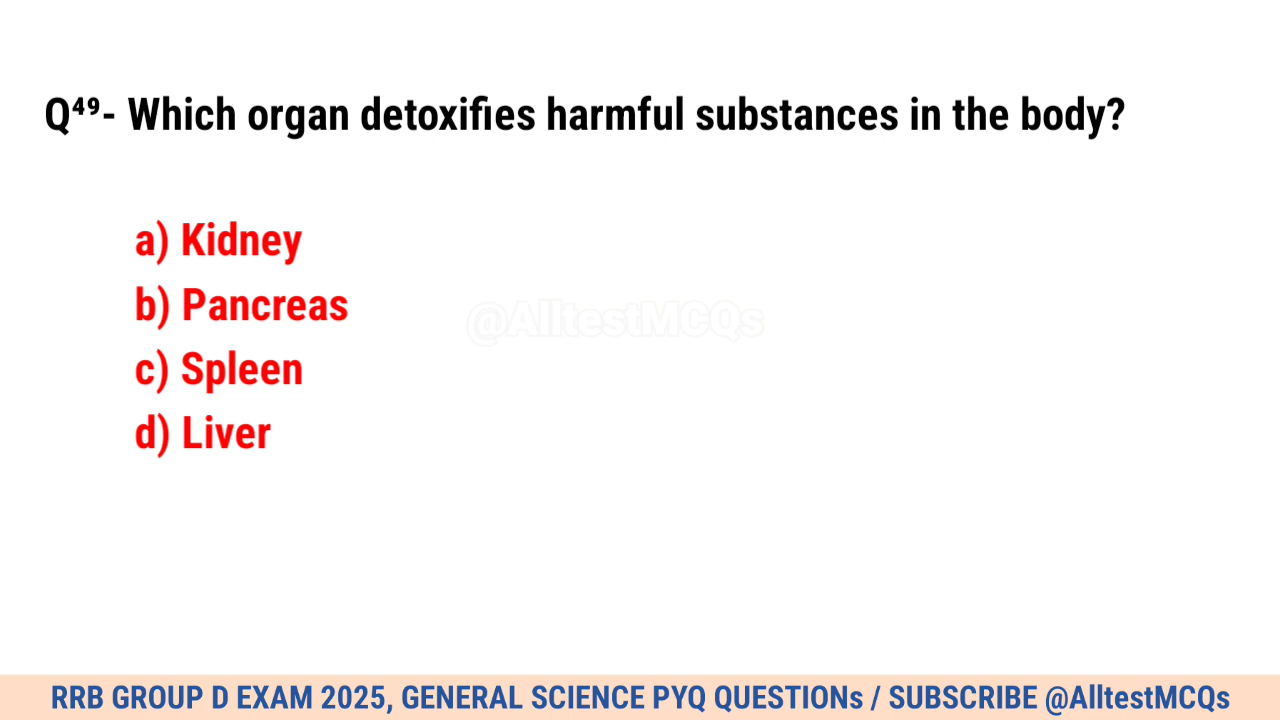 Q⁴⁹- Which organ detoxifies harmful substances in the body?
a) Kidney
b) Pancreas
@AlltestMCQs
c) Spleen
d) Liver
RRB GROUP D EXAM 2025, GENERAL SCIENCE PYQ QUESTIONs / SUBSCRIBE @AlltestMCQs